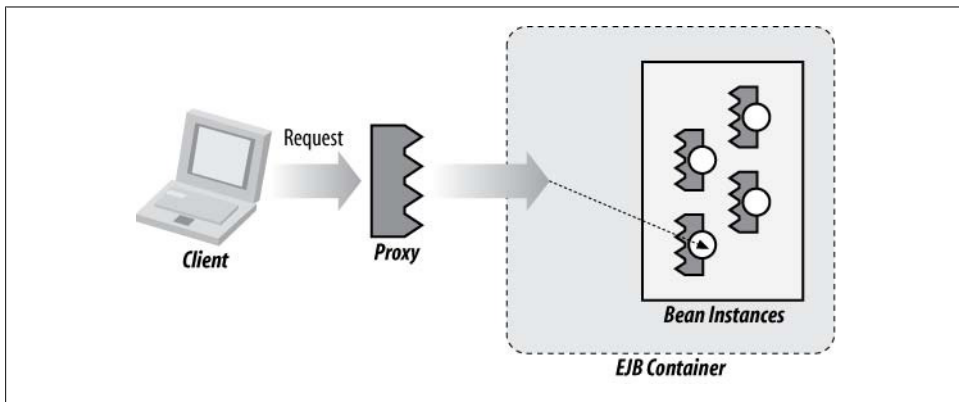 Request
Client
Proxy
Bean Instances
EJB Container